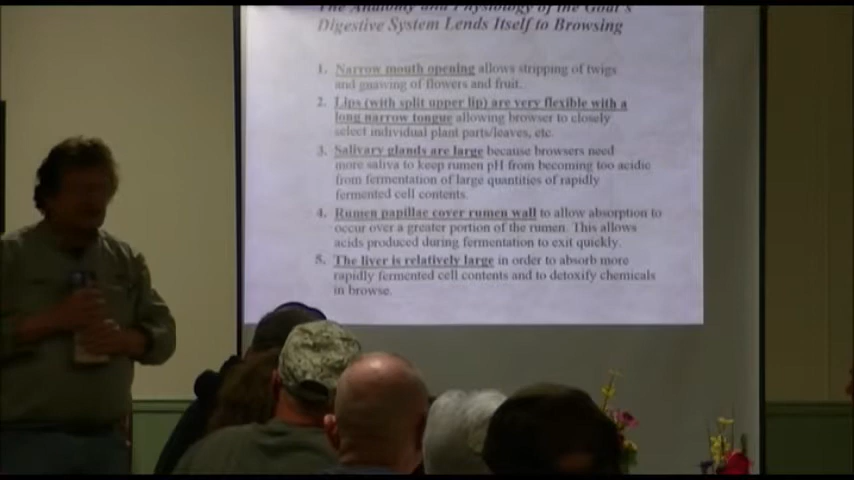 The Anatomy and Physiology of the Goat's
Digestive System Lends Itself to Browsing
1. Narrow mouth opening allows stripping of twigs
and gnawing of flowers and fruit.
2. Lips (with split upper lip) are very flexible with a
long narrow tongue allowing browser to closely
select individual plant parts/leaves, etc.
3. Salivary glands are large because browsers need
more saliva to keep rumen pH from becoming too acidic
from fermentation of large quantities of rapidly
fermented cell contents.
4. Rumen papillae cover rumen wall to allow absorption to
occur over a greater portion of the rumen. This allows
acids produced during fermentation to exit quickly.
5. The liver is relatively large in order to absorb more
rapidly fermented cell contents and to detoxify chemicals
in browse.